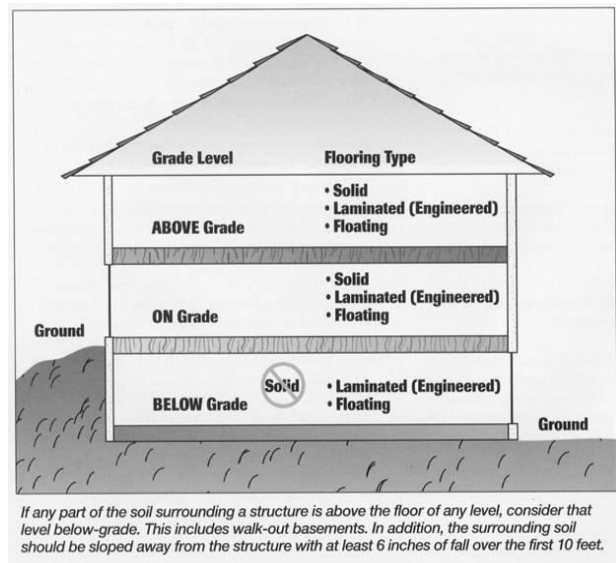 Grade Level Flooring Type
• Solid
• Laminated (Engineered)
ABOVE Grade • Floating
• Solid
• Laminated (Engineered)
ON Grade • Floating
Ground
Solid • Laminated (Engineered)
BELOW Grade • Floating
Ground
If any part of the soil surrounding a structure is above the floor of any level, consider that
level below-grade. This includes walk-out basements. In addition, the surrounding soil
should be sloped away from the structure with at least 6 inches of fall over the first 10 feet.